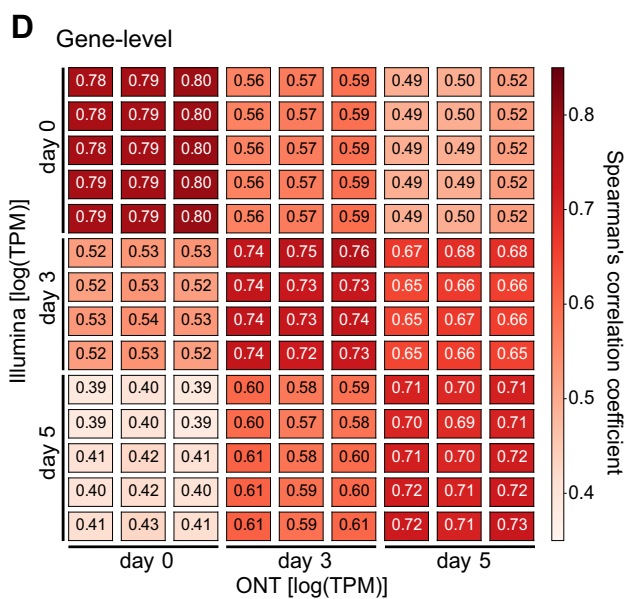 D Gene-level
0.78 0.79 0.80 0.56 0.57 0.59 0.49 0.50 0.52
0.78 0.79 0.80 0.56 0.57 0.59 0.49 0.50 0.52
0.78 0.79 0.80 0.56 0.57 0.59 0.49 0.49 0.52
0.79 0.79 0.80 0.56 0.57 0.59 0.49 0.49 0.52
0.79 0.79 0.80 0.56 0.57 0.59 0.49 0.50 0.52
0.52 0.53 0.53 0.74 0.75 0.76 0.67 0.68 0.68
0.52 0.53 0.52 0.74 0.73 0.73 0.65 0.66 0.66
0.53 0.54 0.53 0.74 0.73 0.74 0.65 0.67 0.66
0.52 0.53 0.52 0.74 0.72 0.73 0.65 0.66 0.65
0.39 0.40 0.39 0.60 0.58 0.59 0.71 0.70 0.71
0.39 0.40 0.39 0.60 0.57 0.58 0.70 0.69 0.71
0.41 0.42 0.41 0.61 0.58 0.60 0.71 0.70 0.72
0.40 0.42 0.40 0.61 0.59 0.60 0.72 0.71 0.72
0.41 0.43 0.41 0.61 0.59 0.61 0.72 0.71 0.73
day 0
day 3
day 5
Illumina [log(TPM)]
day 0 day 3 day 5
ONT [log(TPM)]
0.8
0.7
0.6
0.5
0.4
Spearman's correlation coefficient